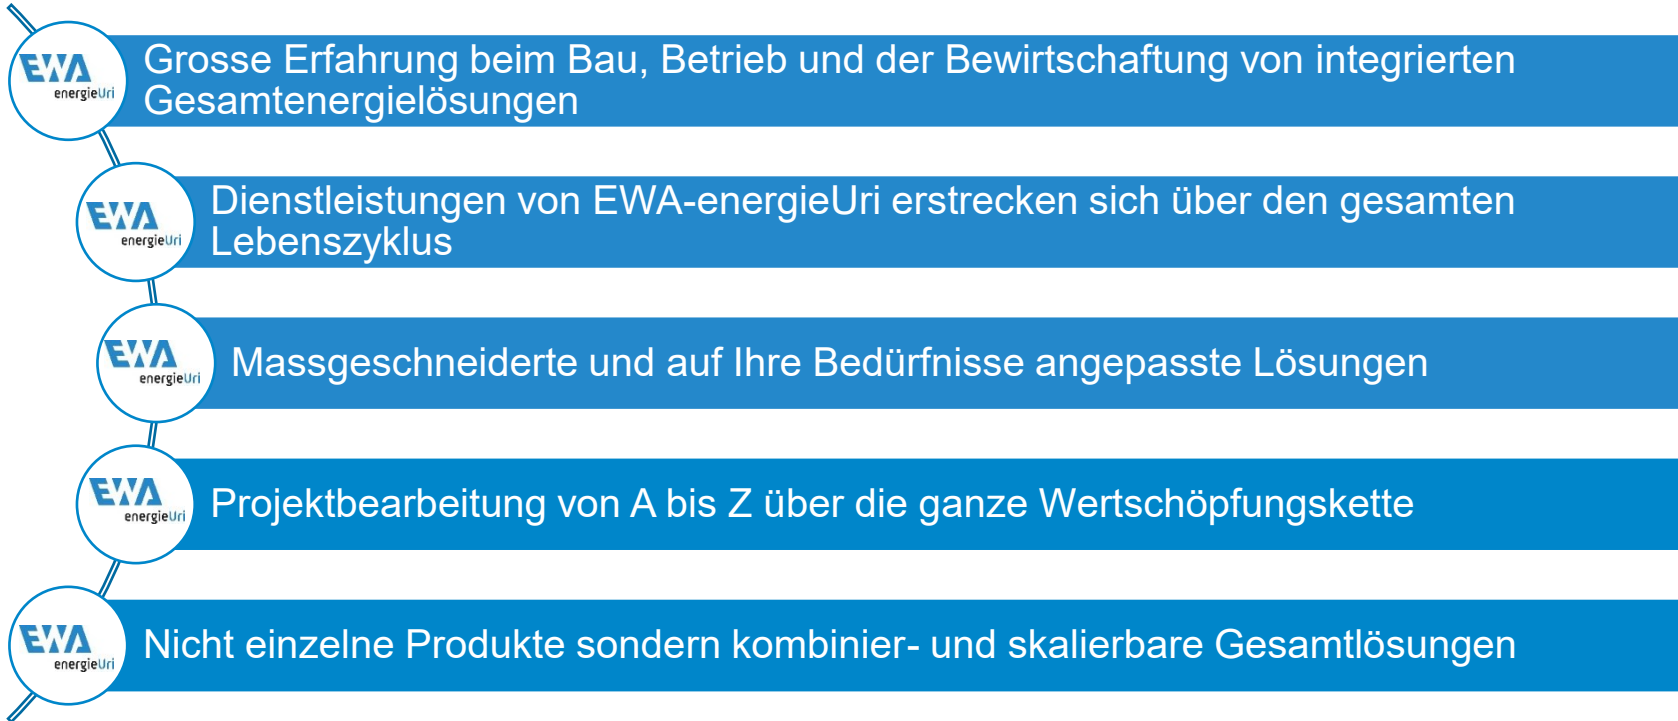 EWA
energieUri
Grosse Erfahrung beim Bau, Betrieb und der Bewirtschaftung von integrierten
Gesamtenergielösungen
EWA
energieUri
Dienstleistungen von EWA-energieUri erstrecken sich über den gesamten
Lebenszyklus
EWA
energieUri
Massgeschneiderte und auf Ihre Bedürfnisse angepasste Lösungen
EWA
energieUri
Projektbearbeitung von A bis Z über die ganze Wertschöpfungskette
EWA
energieUri
Nicht einzelne Produkte sondern kombinier- und skalierbare Gesamtlösungen